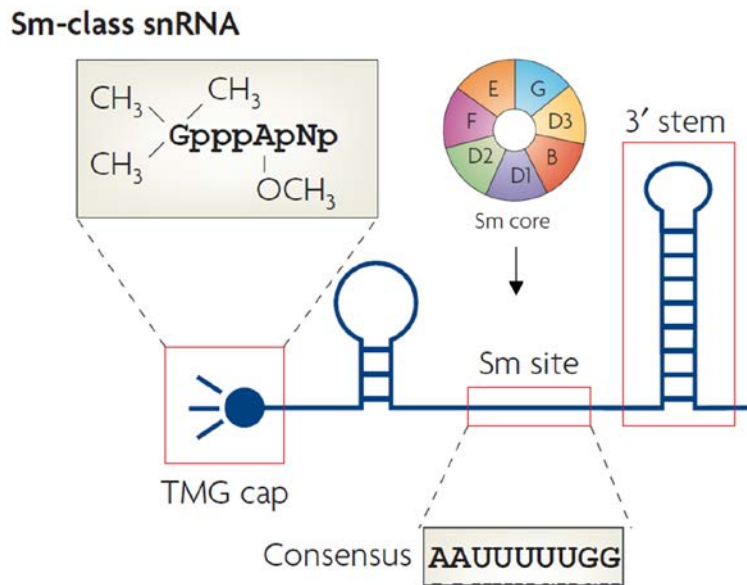 Sm-class snRNA
CH3
CH3
CH3
GpppApNp
OCH3
E
G
F
D3
D2
B
D1
Sm core
3′ stem
Sm site
TMG cap
Consensus AAUUUUUGG